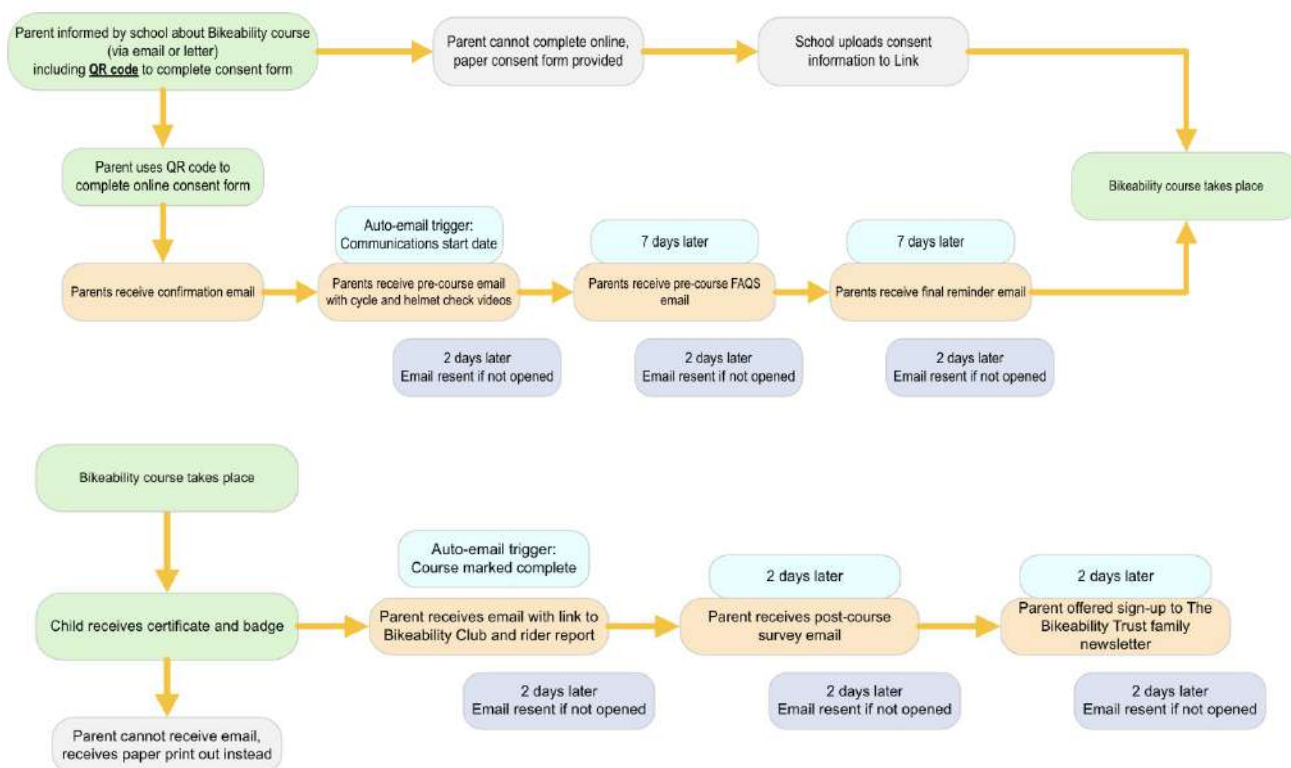 Parent informed by school about Bikeability course
(via email or letter)
including QR code to complete consent form
Parent cannot complete online,
paper consent form provided
School uploads consent
information to Link
Parent uses QR code to
complete online consent form
Bikeability course takes place
Auto-email trigger:
Communications start date
7 days later
7 days later
Parents receive confirmation email
Parents receive pre-course email
with cycle and helmet check videos
Parents receive pre-course FAQS
email
Parents receive final reminder email
2 days later
Email resent if not opened
2 days later
Email resent if not opened
2 days later
Email resent if not opened
Bikeability course takes place
Auto-email trigger:
Course marked complete
2 days later
2 days later
Child receives certificate and badge
Parent receives email with link to
Bikeability Club and rider report
Parent receives post-course
survey email
Parent offered sign-up to The
Bikeability Trust family
newsletter
2 days later
Email resent if not opened
2 days later
Email resent if not opened
2 days later
Email resent if not opened
Parent cannot receive email,
receives paper print out instead